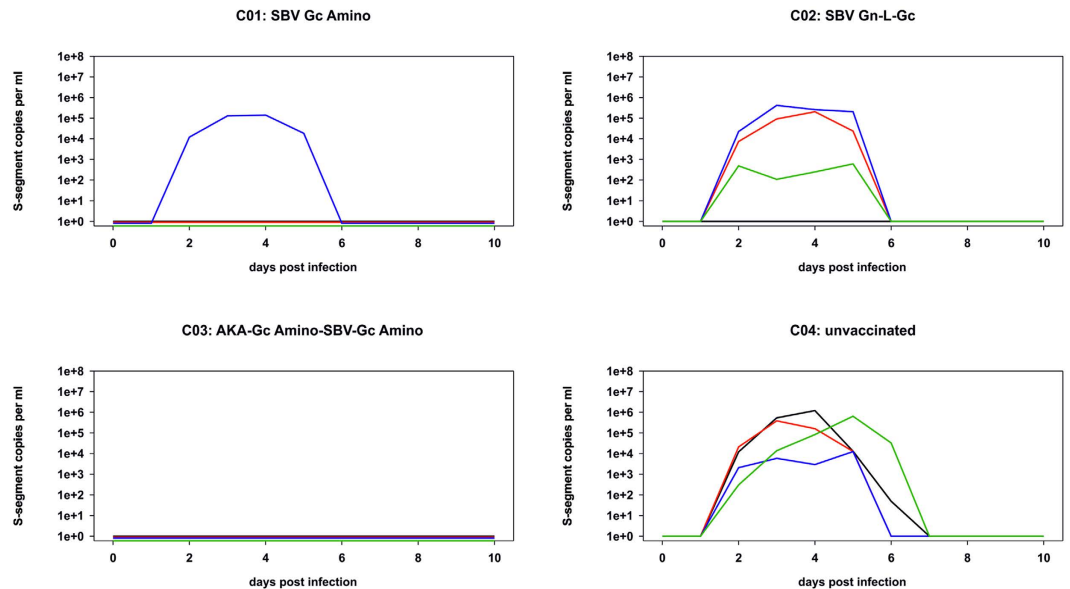 C01: SBV Gc Amino
S-segment copies per ml
1e+8
1e+7
1e+6
1e+5
1e+4
1e+3
1e+2
1e+1
1e+0
0 2 4 6 8 10
days post infection
C02: SBV Gn-L-Gc
S-segment copies per ml
1e+8
1e+7
1e+6
1e+5
1e+4
1e+3
1e+2
1e+1
1e+0
0 2 4 6 8 10
days post infection
C03: AKA-Gc Amino-SBV-Gc Amino
S-segment copies per ml
1e+8
1e+7
1e+6
1e+5
1e+4
1e+3
1e+2
1e+1
1e+0
0 2 4 6 8 10
days post infection
C04: unvaccinated
S-segment copies per ml
1e+8
1e+7
1e+6
1e+5
1e+4
1e+3
1e+2
1e+1
1e+0
0 2 4 6 8 10
days post infection